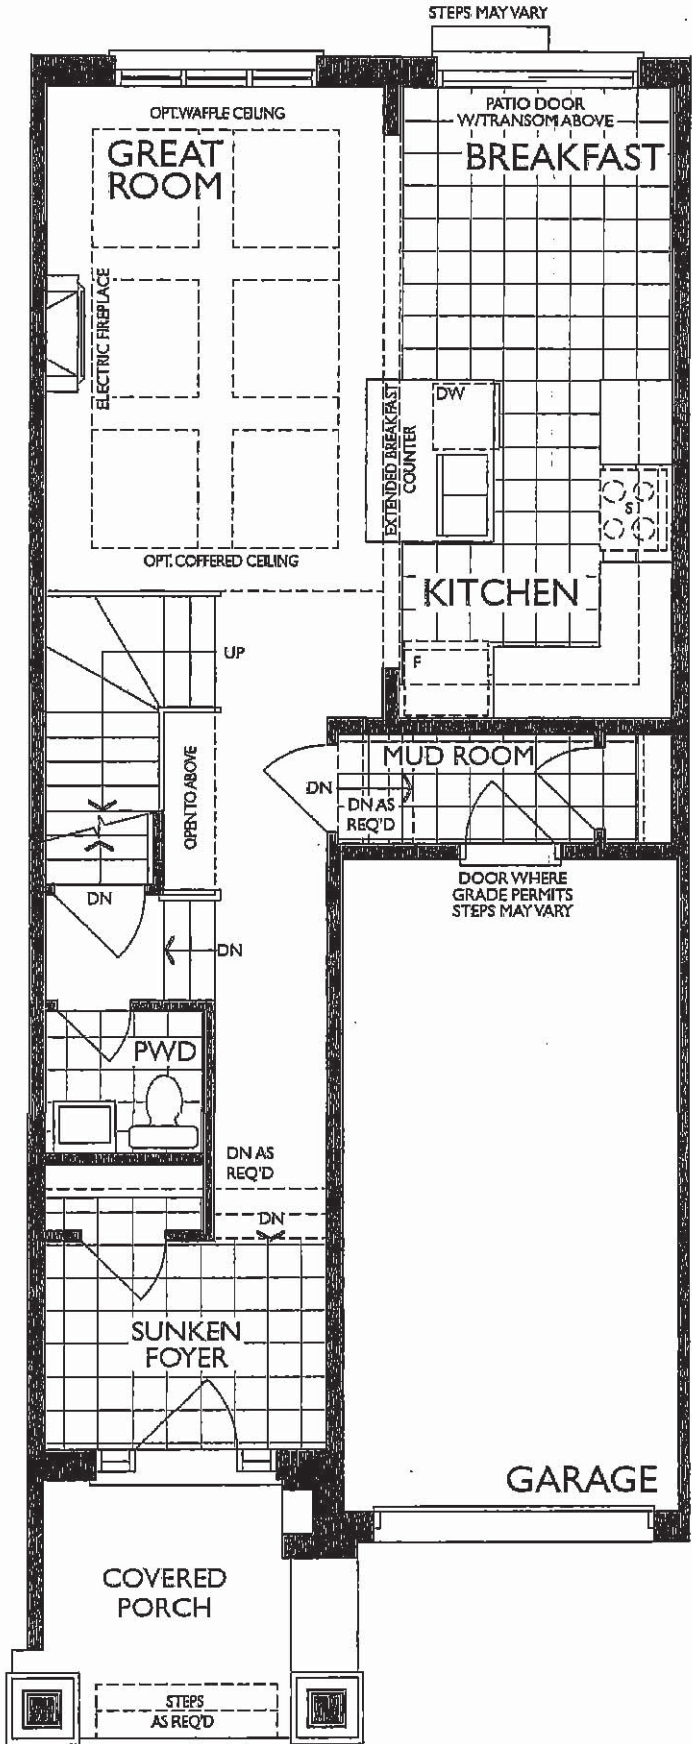 STEPS MAY VARY
OPT. WAFFLE CEILING
PATIO DOOR
W/TRANSOM ABOVE
GREAT
ROOM
BREAKFAST
ELECTRIC FIREPLACE
DW
EXTENDED BREAKFAST
COUNTER
S
OPT. COFFERED CEILING
KITCHEN
UP
F
OPEN TO ABOVE
MUD ROOM
DN
DN AS
REQ'D
DOOR WHERE
GRADE PERMITS
STEPS MAY VARY
DN
DN
PWD
DN AS
REQ'D
DN
SUNKEN
FOYER
GARAGE
COVERED
PORCH
STEPS
AS REQ'D